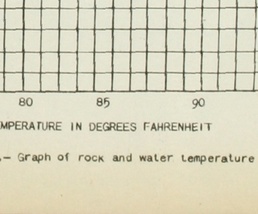 80 85 90
MPERATURE IN DEGREES FAHRENHEIT
.— Graph of rock and water temperature